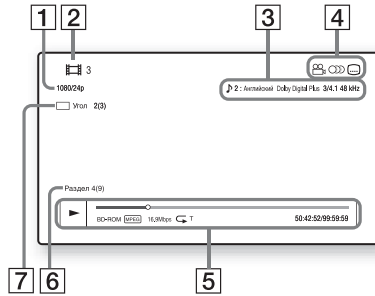 1 2 3 4
3
1080/24p
♪ 2 : Английский Dolby Digital Plus 3/4.1 48 kHz
Угол 2(3)
Раздел 4(9)
BD-ROM MPEG 16,9Mbps T 50:42:52/99:59:59
7 6 5